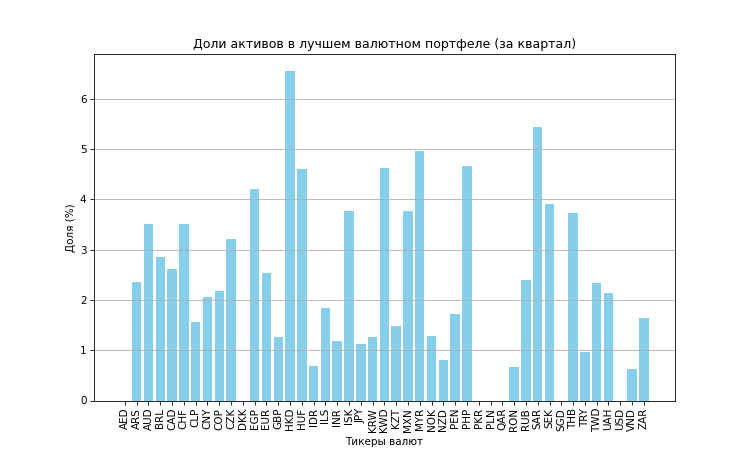 Доли активов в лучшем валютном портфеле (за квартал)
Доля (%)
6
5
4
3
2
1
0
AED ARS AUD BRL CAD CHF CLP CNY COP CZK DKK EGP EUR GBP HKD HUF IDR ILS INR ISK JPY KRW KWD KZT MXN MYR NOK NZD PEN PHP PKR PLN QAR RON RUB SAR SEK SGD THB TRY TWD UAH USD VND ZAR
Тикеры валют